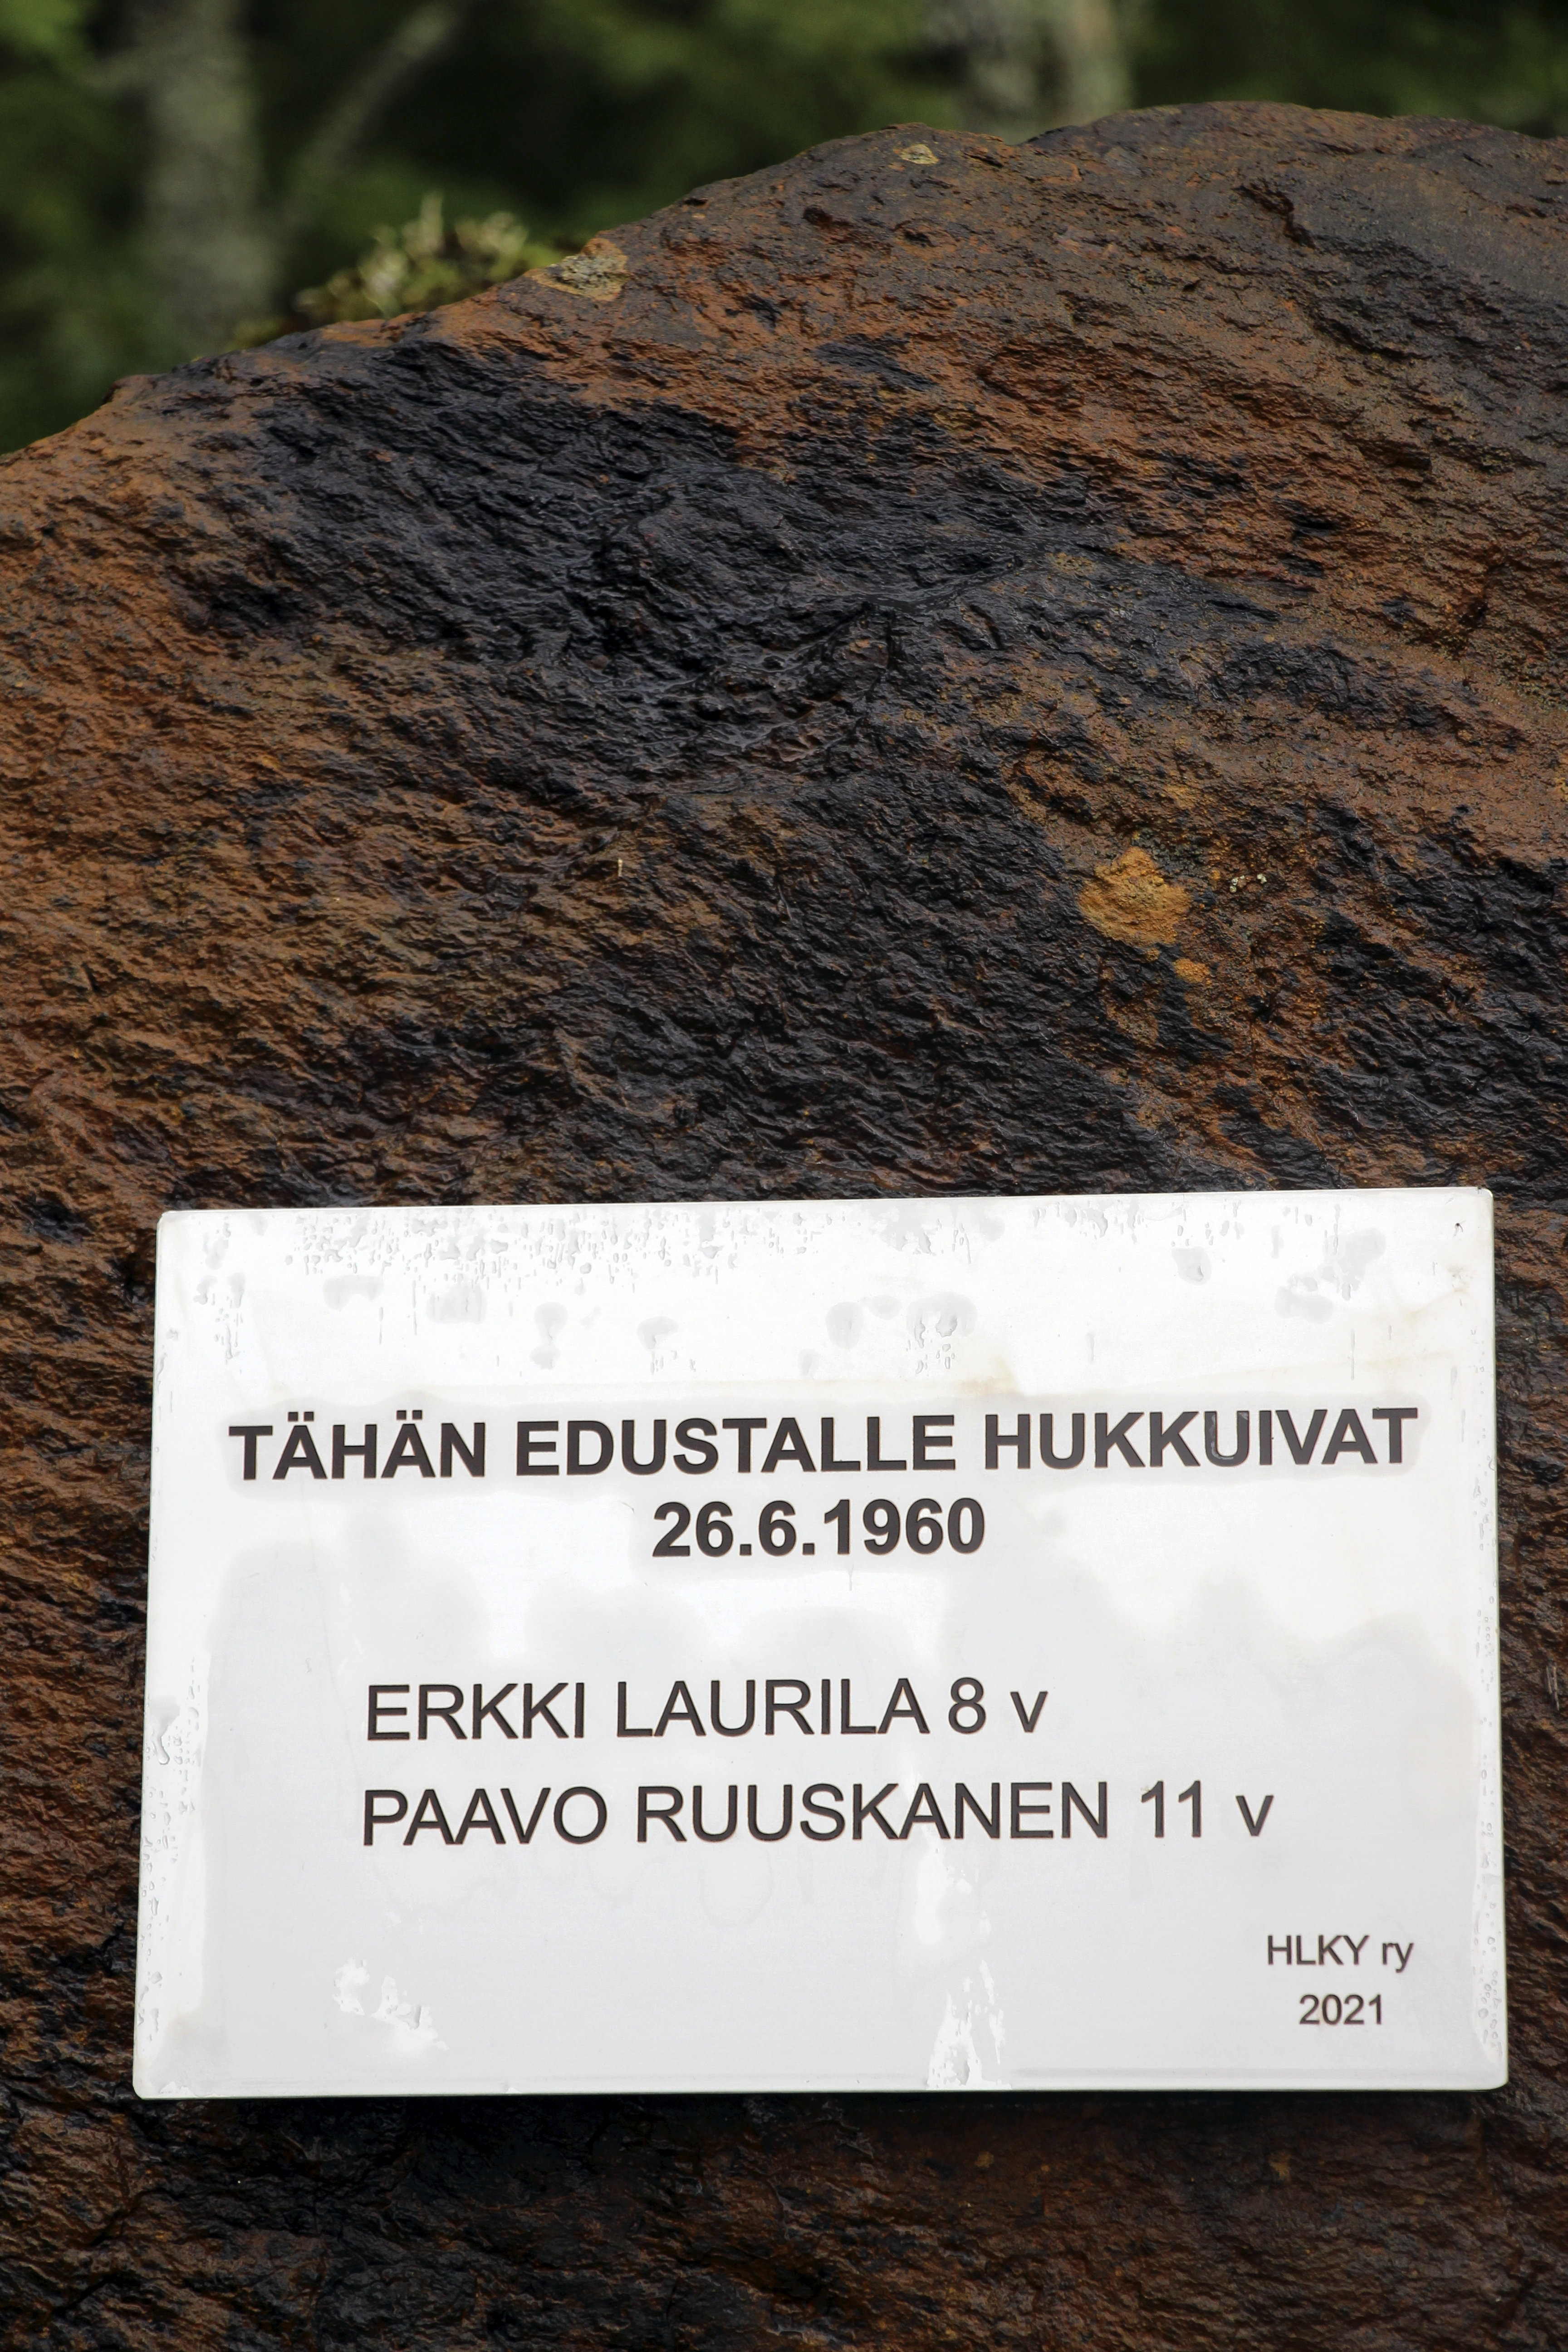 TÄHÄN EDUSTALLE HUKKUIVAT
26.6.1960
ERKKI LAURILA 8 v
PAAVO RUUSKANEN 11 v
HLKY ry
2021